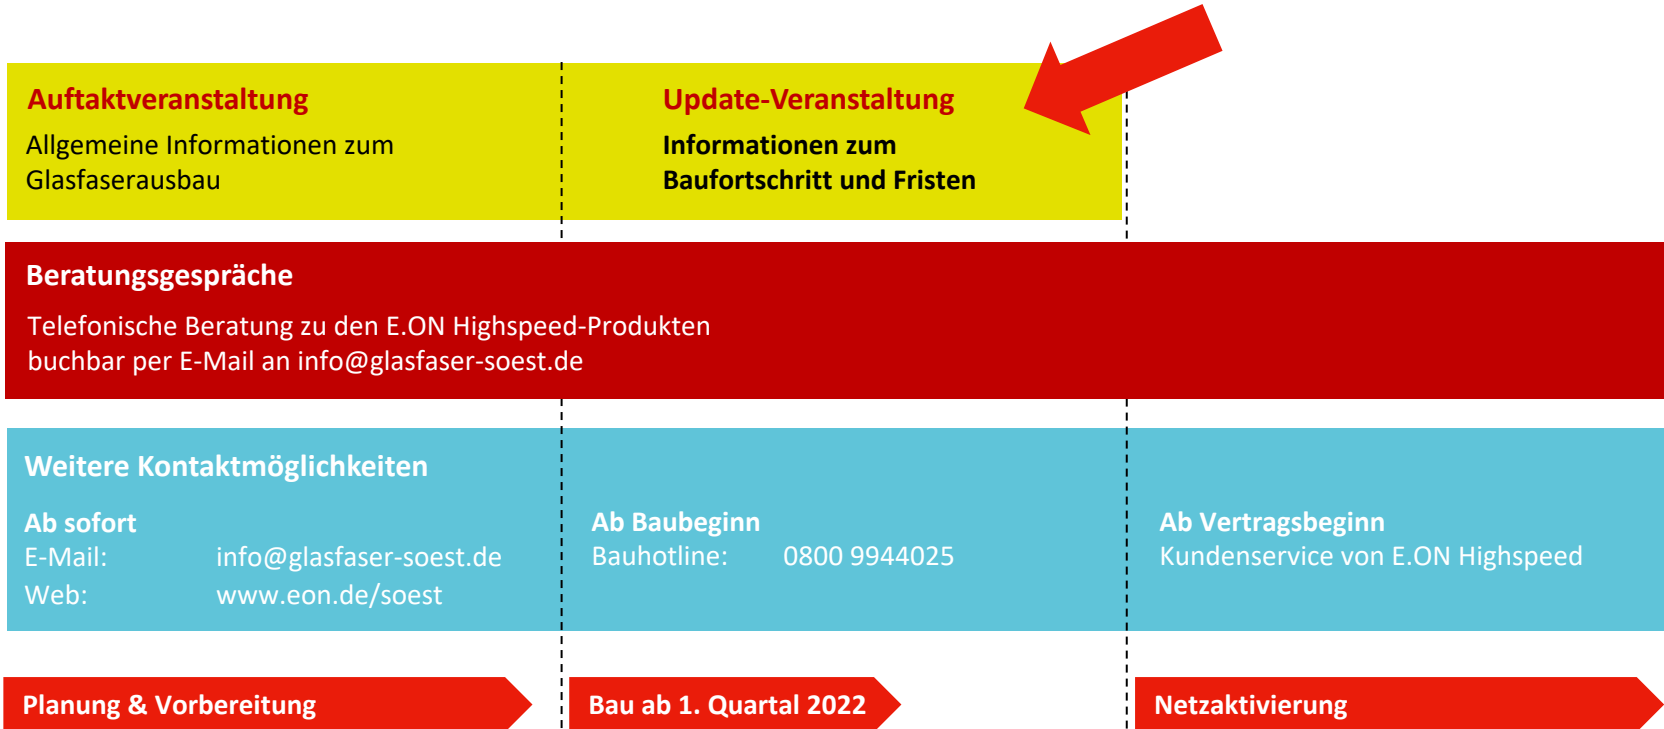 Auftaktveranstaltung
Allgemeine Informationen zum
Glasfaserausbau
Update-Veranstaltung
Informationen zum
Baufortschritt und Fristen
Beratungsgespräche
Telefonische Beratung zu den E.ON Highspeed-Produkten
buchbar per E-Mail an info@glasfaser-soest.de
Weitere Kontaktmöglichkeiten
Ab sofort
E-Mail: info@glasfaser-soest.de
Web: www.eon.de/soest
Ab Baubeginn
Bauhotline: 0800 9944025
Ab Vertragsbeginn
Kundenservice von E.ON Highspeed
Planung & Vorbereitung
Bau ab 1. Quartal 2022
Netzaktivierung